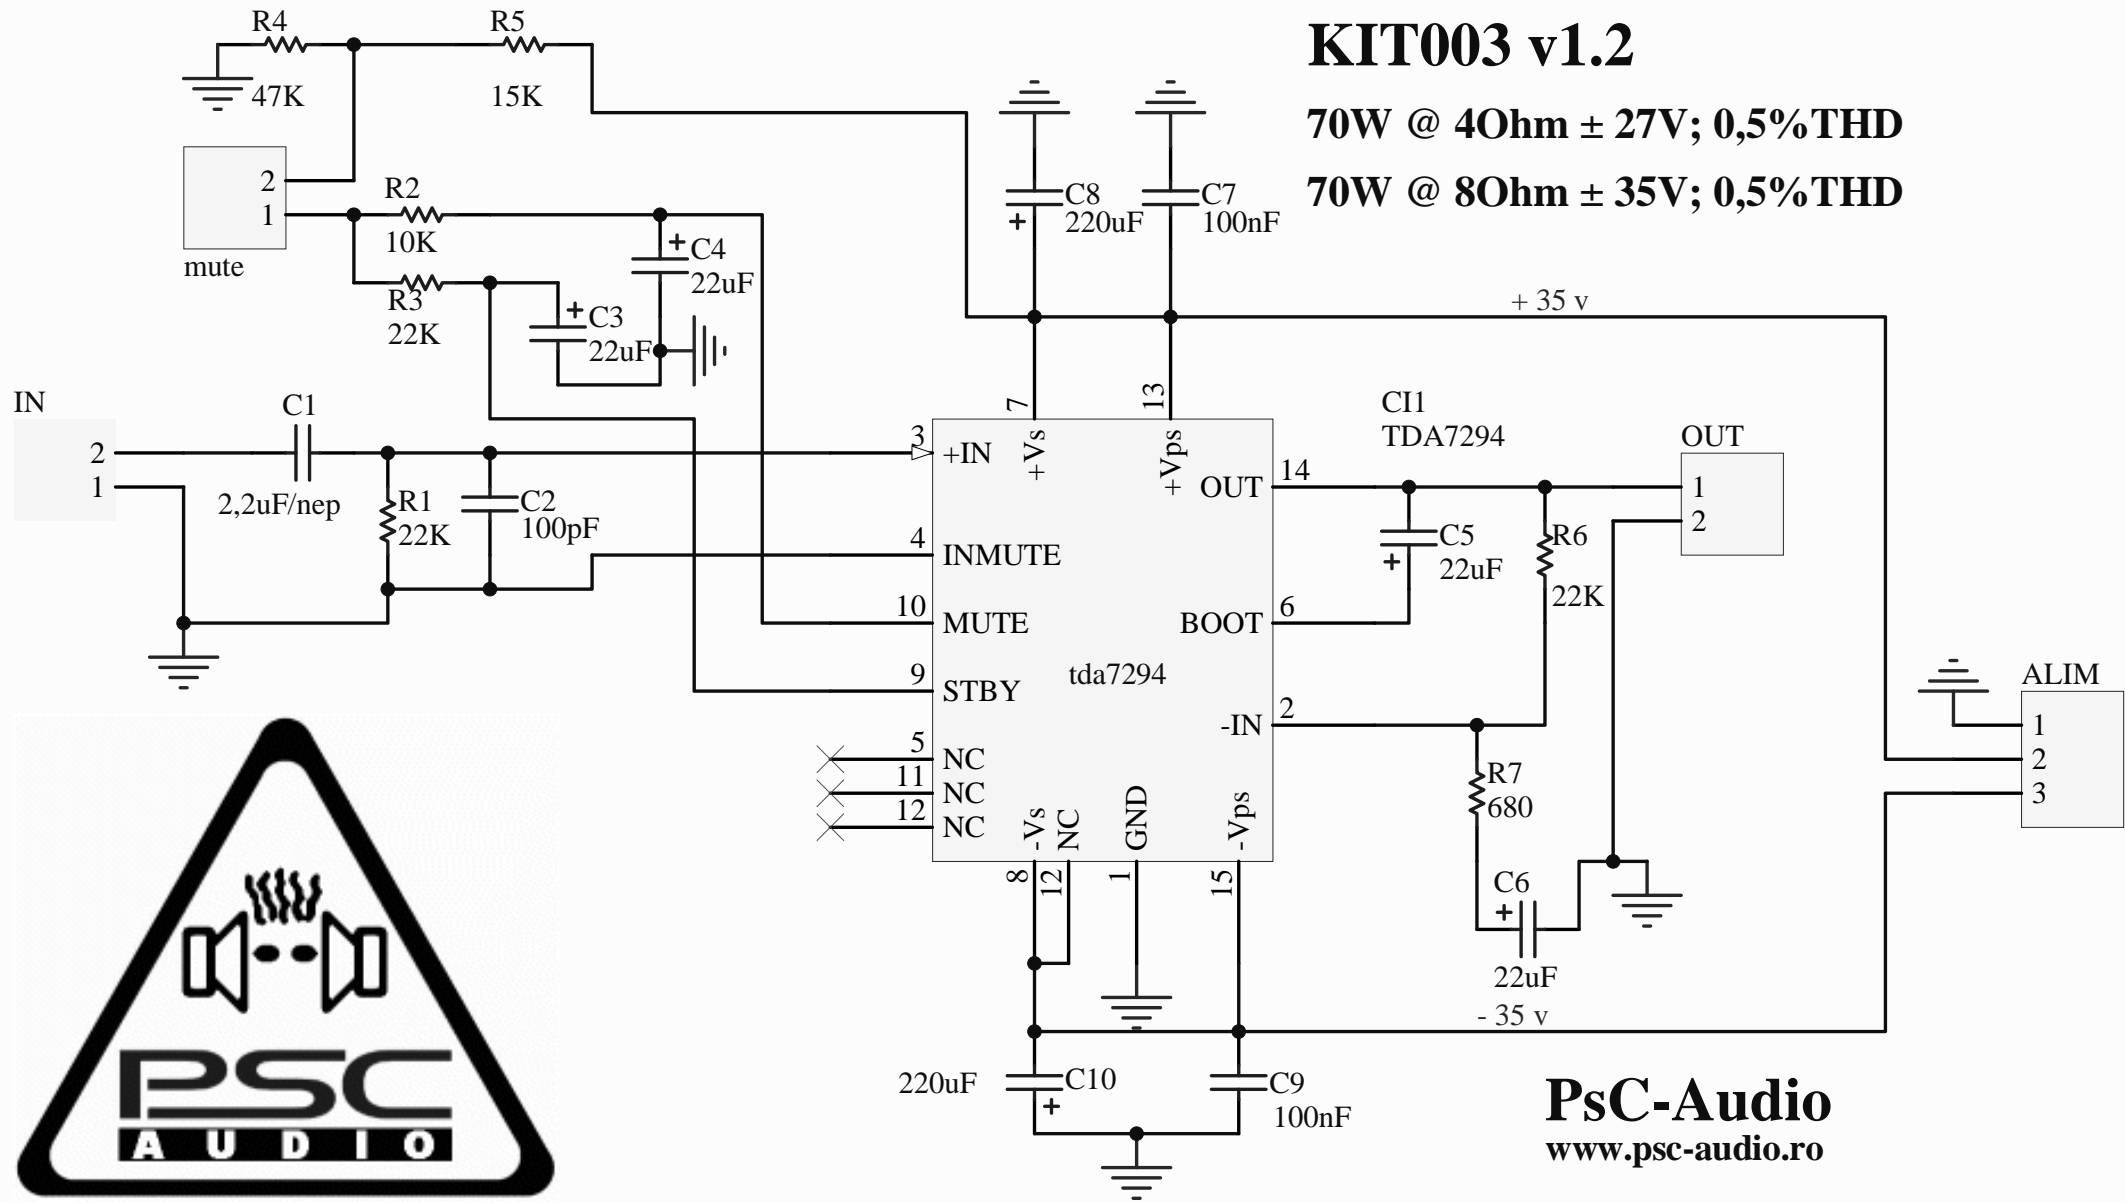 KIT003 v1.2
70W @ 4Ohm ± 27V; 0,5%THD
70W @ 8Ohm ± 35V; 0,5%THD
R4
47K
R5
15K
2
1
mute
R2
10K
R3
22K
+
C4
22uF
+
C3
22uF
C8
220uF
+
C7
100nF
+ 35 v
IN
2
1
C1
2,2uF/nep
R1
22K
C2
100pF
7
13
3
+IN
+Vs
+Vps
4
INMUTE
10
MUTE
9
STBY
5
NC
11
NC
12
NC
tda7294
CI1
TDA7294
OUT
14
BOOT
6
-IN
2
-Vs
NC
GND
-Vps
8
12
1
15
C5
22uF
+
R6
22K
OUT
1
2
R7
680
C6
+
22uF
- 35 v
ALIM
1
2
3
220uF
C10
+
C9
100nF
PSC
AUDIO
PsC-Audio
www.psc-audio.ro